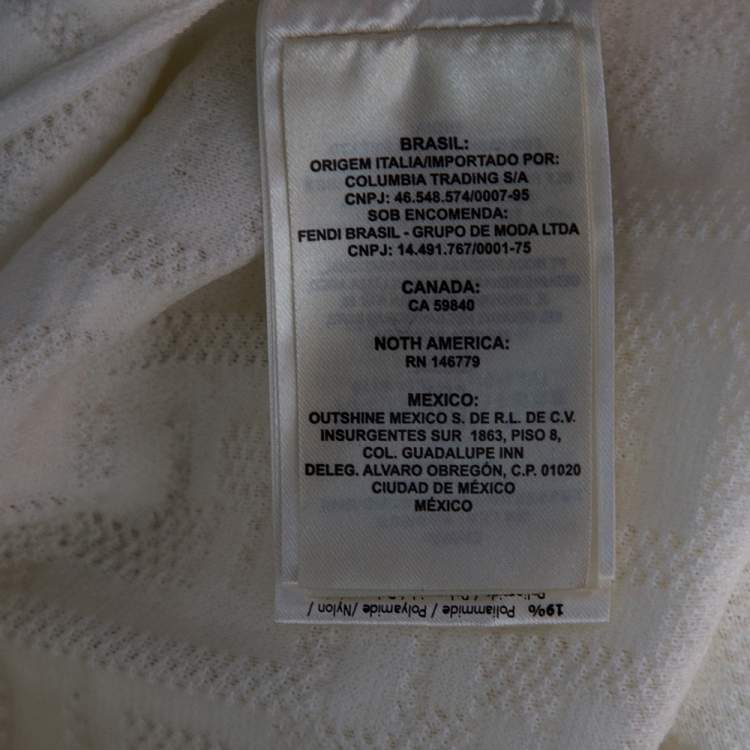 BRASIL:
ORIGEM ITALIA/IMPORTADO POR:
COLUMBIA TRADiNG S/A
CNPJ: 46.548.574/0007-95
SOB ENCOMENDA:
FENDI BRASIL - GRUPO DE MODA LTDA
CNPJ: 14.491.767/0001-75
CANADA:
CA 59840
NOTH AMERICA:
RN 146779
MEXICO:
OUTSHINE MEXICO S. DE R.L. DE C.V.
INSURGENTES SUR 1863, PISO 8,
COL. GUADALUPE INN
DELEG. ALVARO OBREGÓN, C.P. 01020
CIUDAD DE MÉXICO
MÉXICO
19% Poliammide / Polyamide / Nylon /